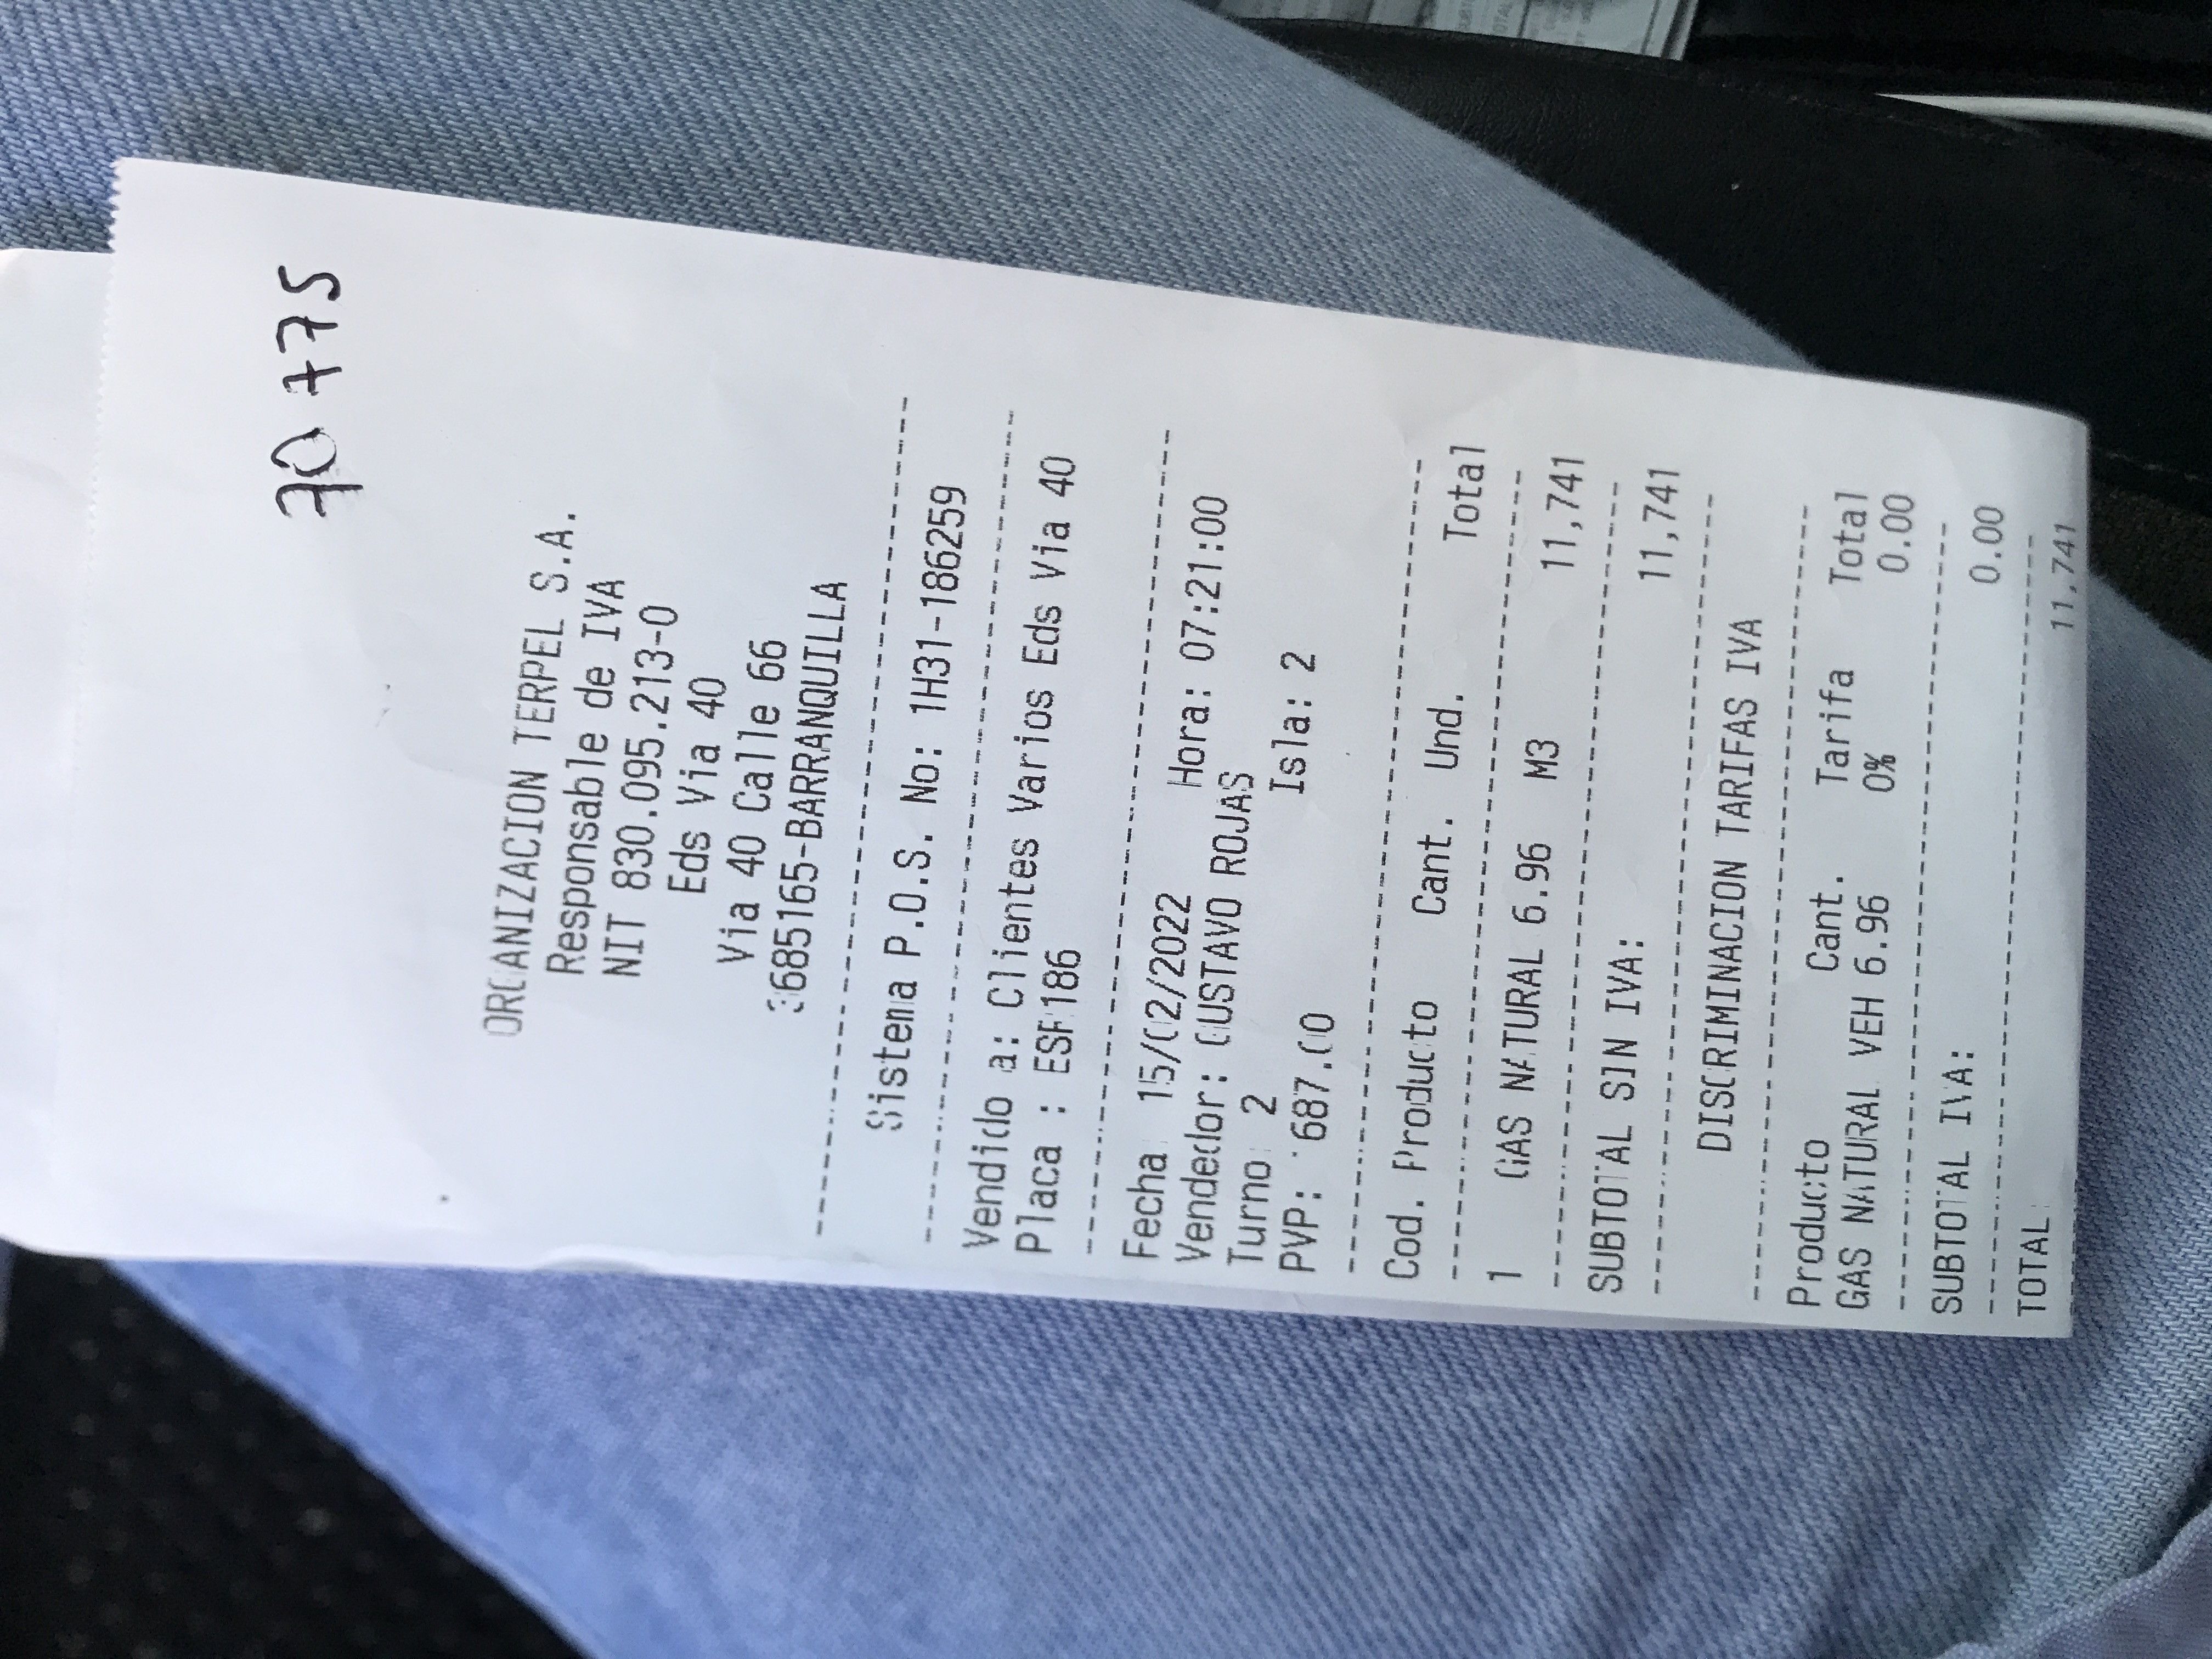 70775
ORGANIZACION TERPEL S.A.
Responsable de IVA
NIT 830.095.213-0
Eds Via 40
Via 40 Calle 66
3685165-BARRANQUILLA
Sistema P.O.S. No: 1H31-186259
Vendido a: Clientes Varios Eds Via 40
Placa : ESR186
Fecha 15/02/2022 Hora: 07:21:00
Vendedor: GUSTAVO ROJAS
Turno 2 Isla: 2
PVP: 1687.00
Cod. Producto Cant. Und. Total
1 GAS NATURAL 6.96 M3 11,741
SUBTOTAL SIN IVA: 11,741
DISCRIMINACION TARIFAS IVA
Producto Cant. Tarifa Total
GAS NATURAL VEH 6.96 0% 0.00
SUBTOTAL IVA: 0.00
TOTAL: 11,741